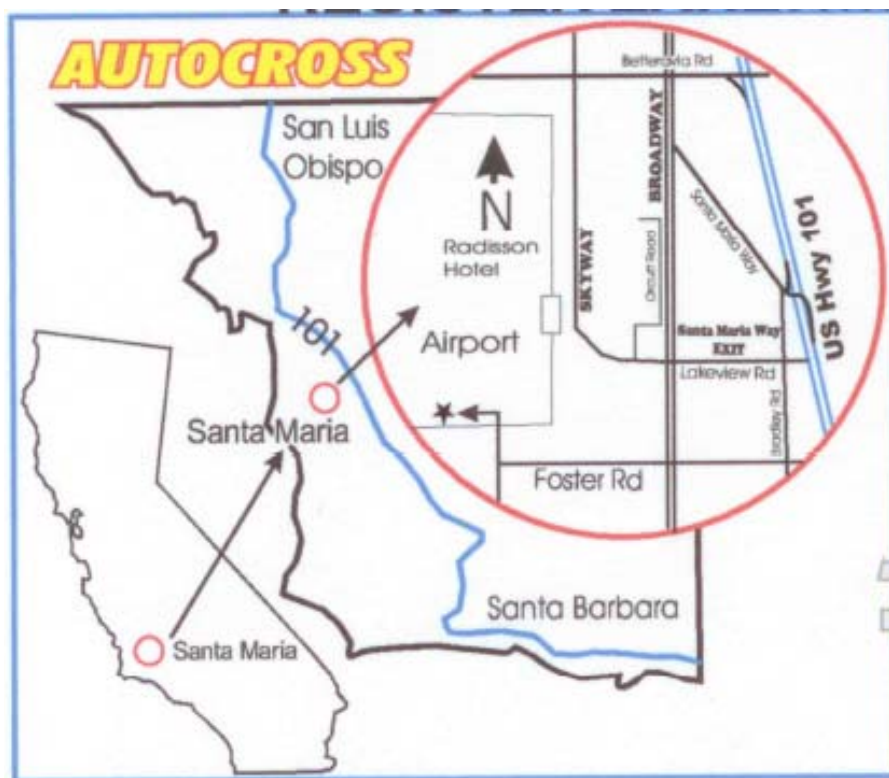 AUTOCROSS
San Luis
Obispo
101
Santa Maria
Santa Maria
Santa Barbara
Betteravia Rd
BROADWAY
N
Radisson
Hotel
SKYWAY
Orcutt Road
Santa Maria Way
US Hwy 101
Airport
Santa Maria Way
EXIT
Lakeview Rd
Bradley Rd
Foster Rd